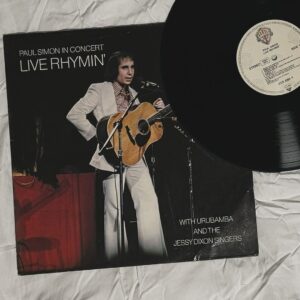 PAUL SIMON IN CONCERT
LIVE RHYMIN'
WITH URUBAMBA
AND THE
JESSY DIXON SINGERS